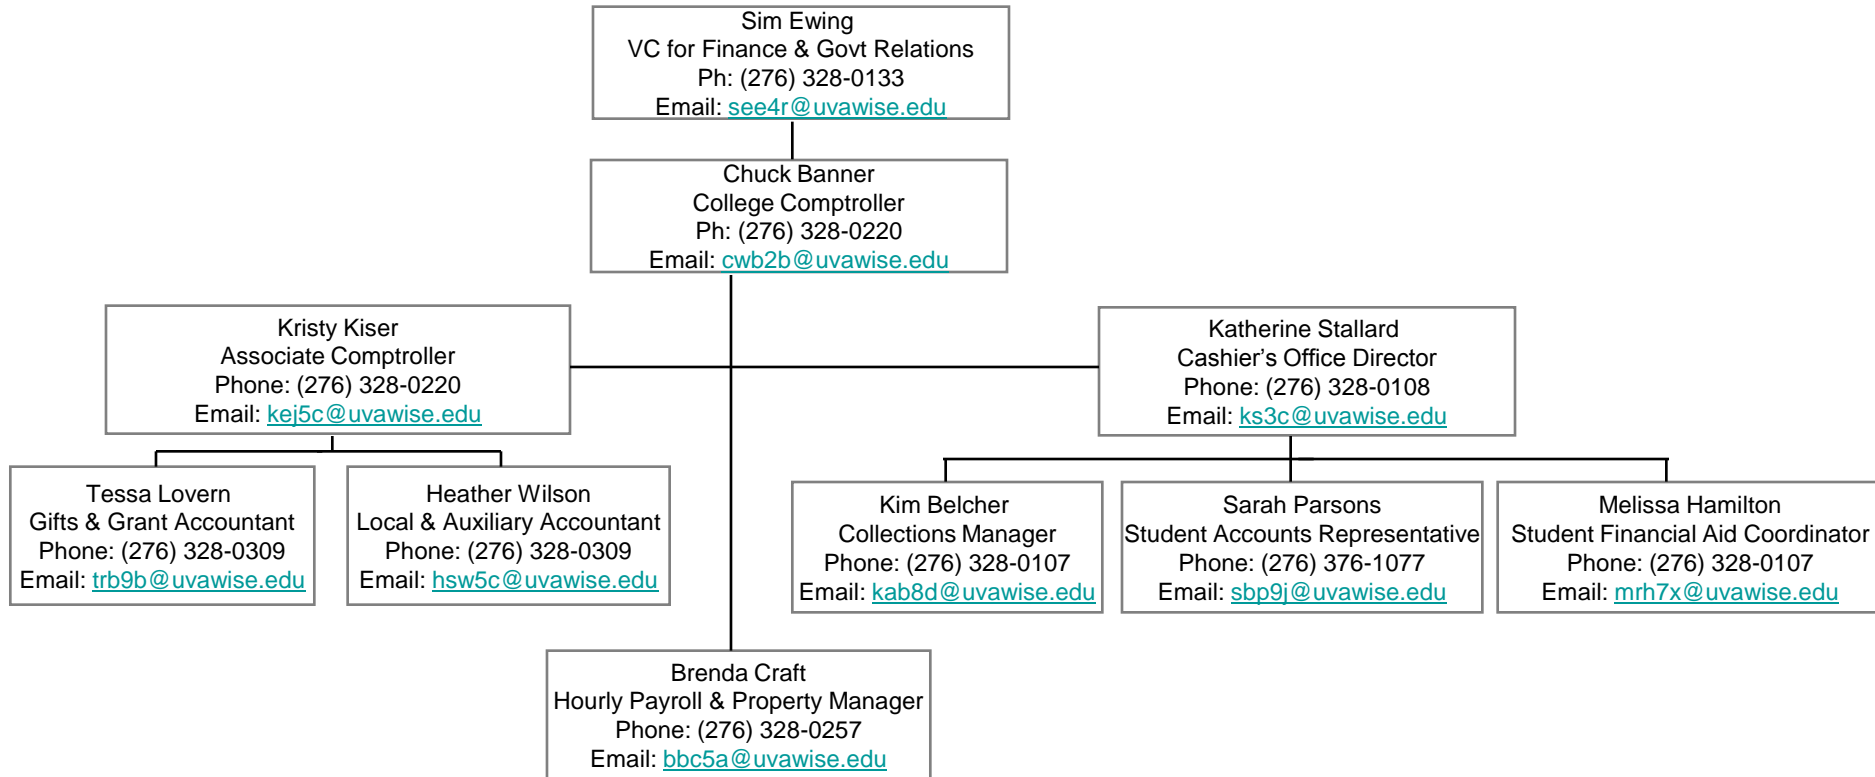 Sim Ewing
VC for Finance & Govt Relations
Ph: (276) 328-0133
Email: see4r@uvawise.edu
Chuck Banner
College Comptroller
Ph: (276) 328-0220
Email: cwb2b@uvawise.edu
Kristy Kiser
Associate Comptroller
Phone: (276) 328-0220
Email: kej5c@uvawise.edu
Katherine Stallard
Cashier’s Office Director
Phone: (276) 328-0108
Email: ks3c@uvawise.edu
Tessa Lovern
Gifts & Grant Accountant
Phone: (276) 328-0309
Email: trb9b@uvawise.edu
Heather Wilson
Local & Auxiliary Accountant
Phone: (276) 328-0309
Email: hsw5c@uvawise.edu
Kim Belcher
Collections Manager
Phone: (276) 328-0107
Email: kab8d@uvawise.edu
Sarah Parsons
Student Accounts Representative
Phone: (276) 376-1077
Email: sbp9j@uvawise.edu
Melissa Hamilton
Student Financial Aid Coordinator
Phone: (276) 328-0107
Email: mrh7x@uvawise.edu
Brenda Craft
Hourly Payroll & Property Manager
Phone: (276) 328-0257
Email: bbc5a@uvawise.edu